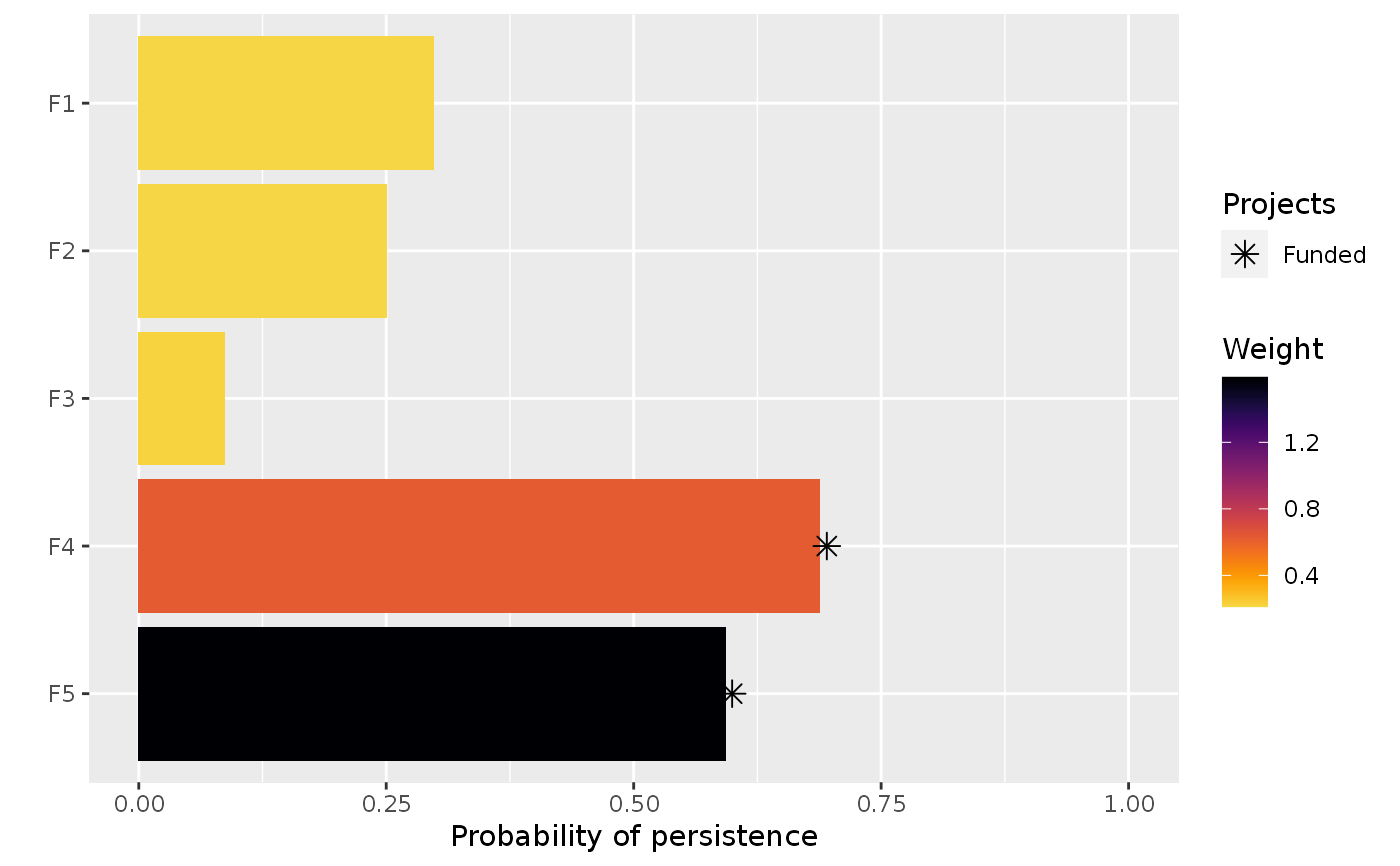 F1
F2
F3
F4
F5
0.00
0.25
0.50
0.75
1.00
Probability of persistence
Projects
Funded
Weight
1.2
0.8
0.4